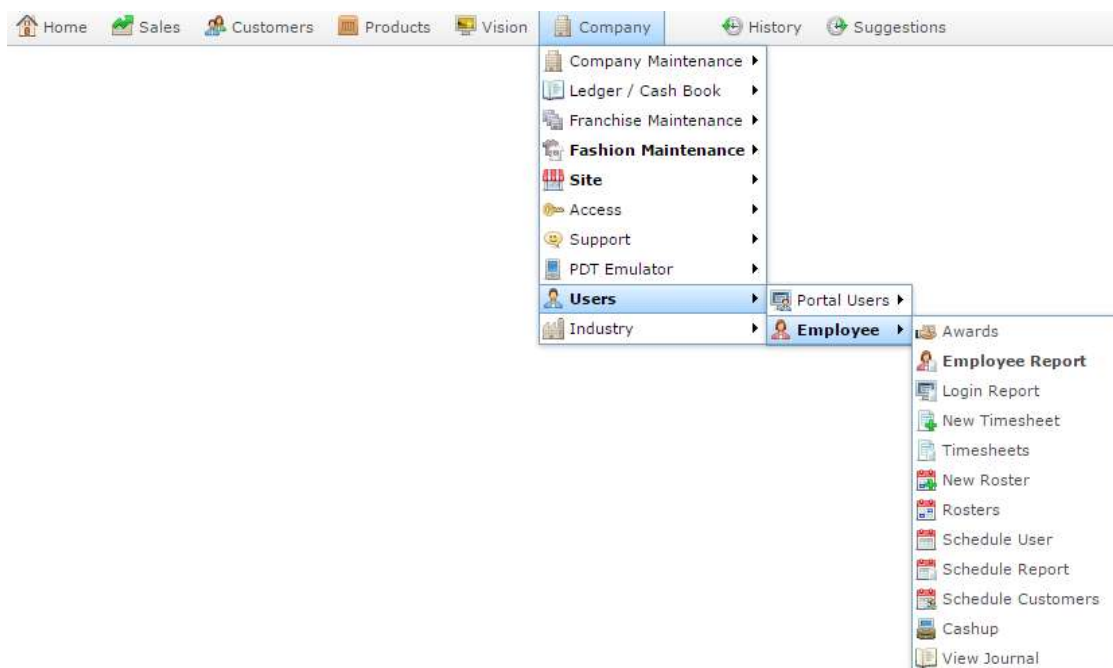 Home Sales Customers Products Vision Company History Suggestions
Company Maintenance
Ledger / Cash Book
Franchise Maintenance
Fashion Maintenance
Site
Access
Support
PDT Emulator
Users
Portal Users
Industry
Employee
Awards
Employee Report
Login Report
New Timesheet
Timesheets
New Roster
Rosters
Schedule User
Schedule Report
Schedule Customers
Cashup
View Journal